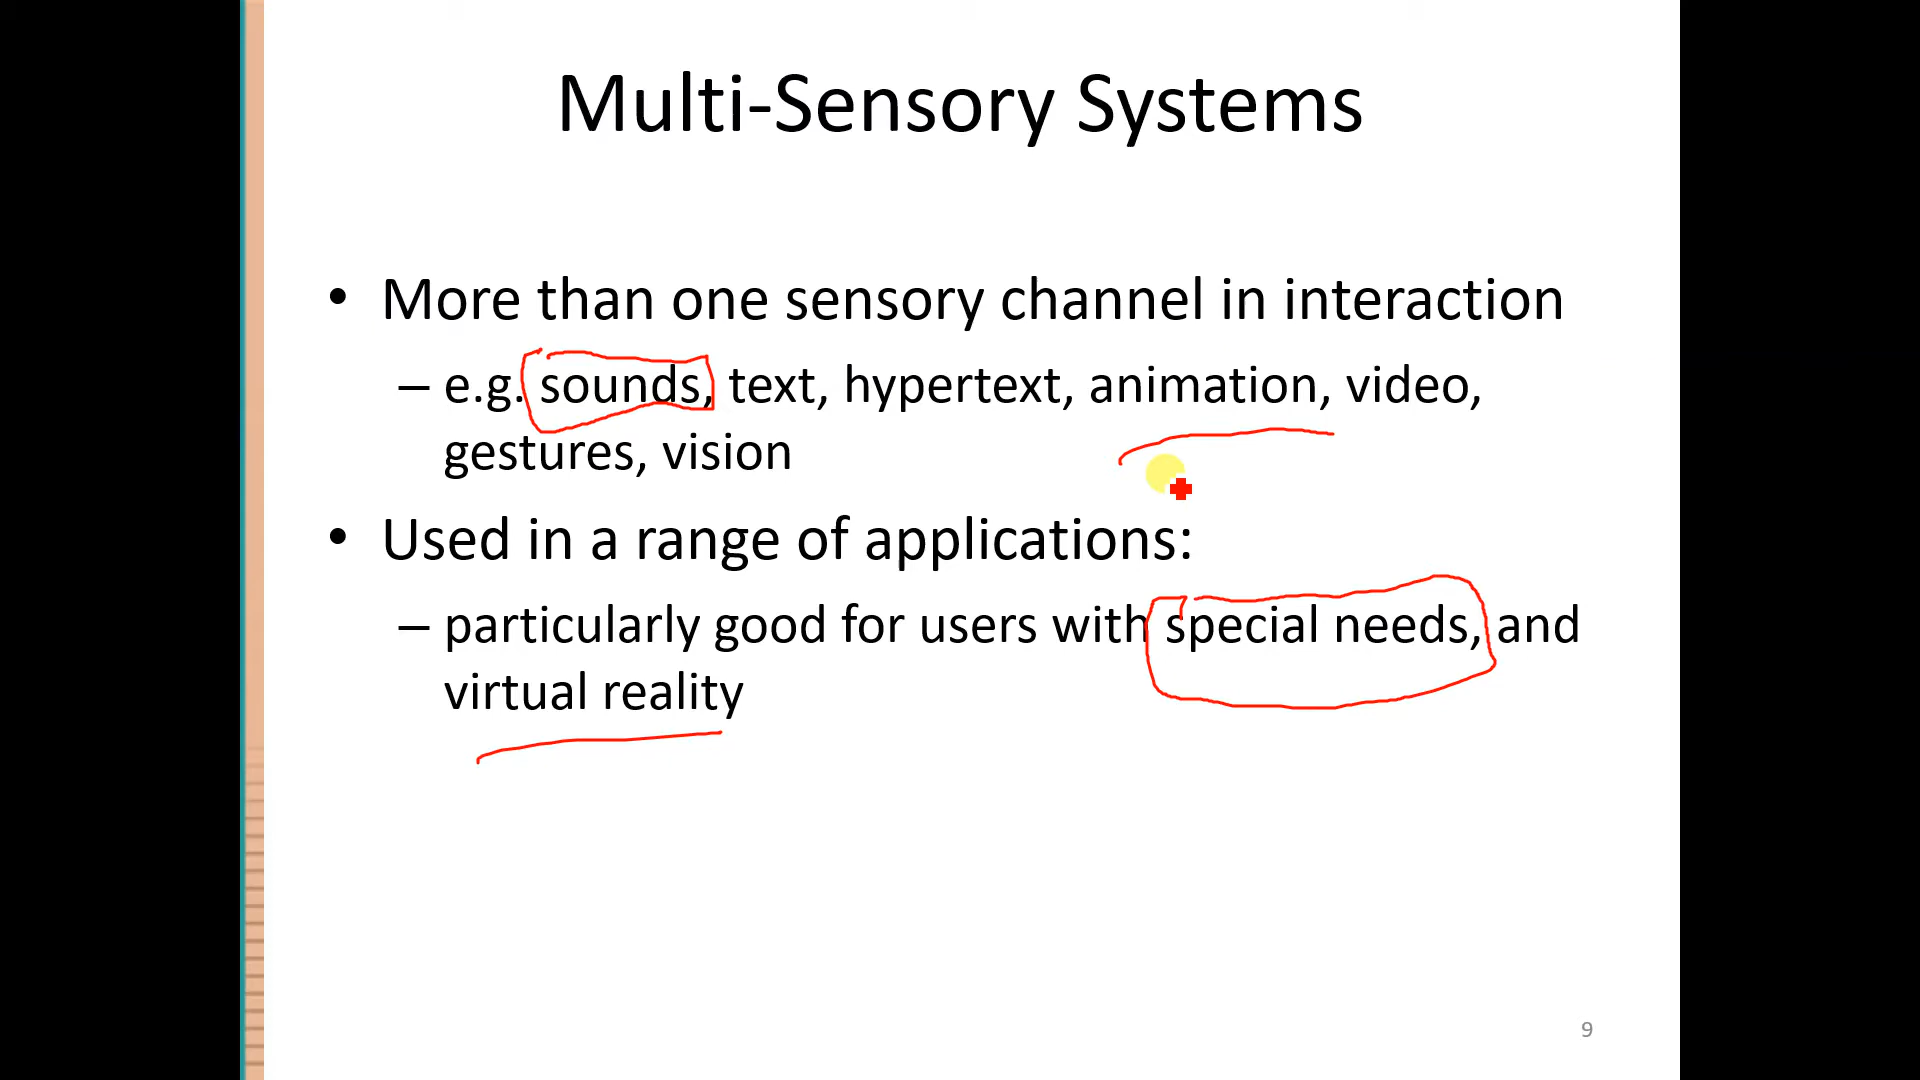 Multi-Sensory Systems
• More than one sensory channel in interaction
– e.g. sounds, text, hypertext, animation, video,
gestures, vision
• Used in a range of applications:
– particularly good for users with special needs, and
virtual reality
9